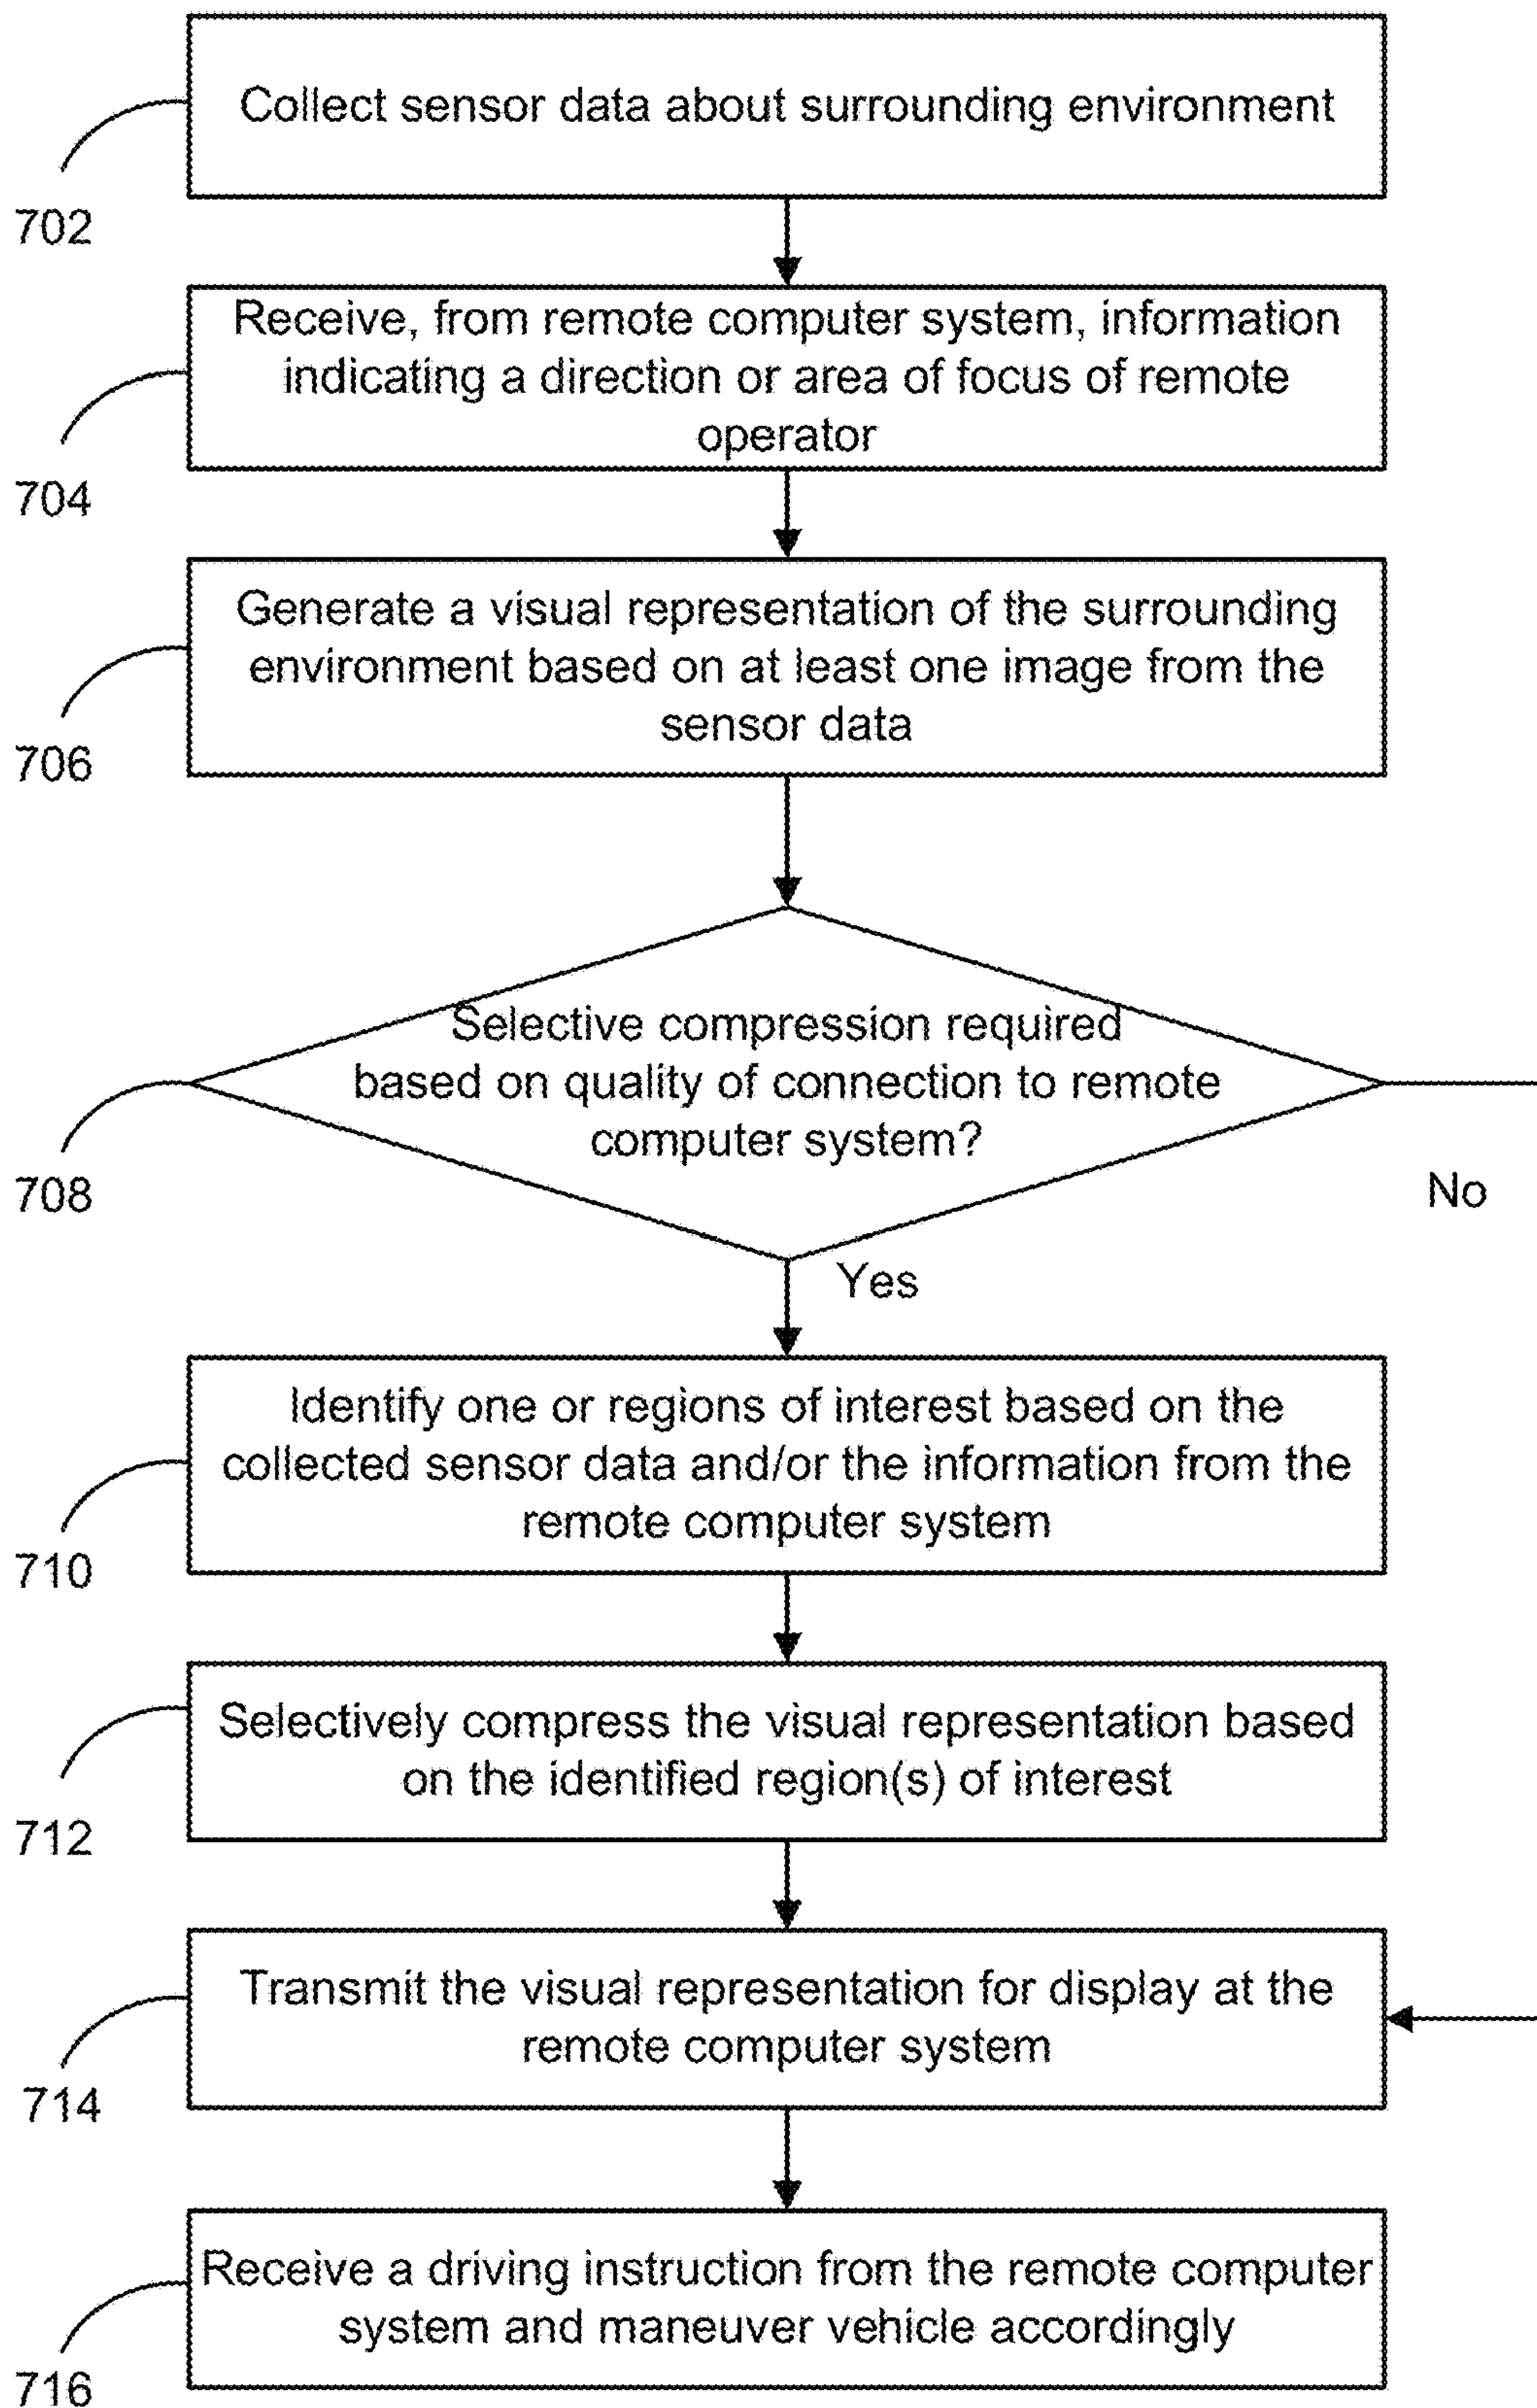 Collect sensor data about surrounding environment
702
Receive, from remote computer system, information
indicating a direction or area of focus of remote
operator
704
Generate a visual representation of the surrounding
environment based on at least one image from the
sensor data
706
Selective compression required
based on quality of connection to remote
computer system?
708
No
Yes
Identify one or regions of interest based on the
collected sensor data and/or the information from the
remote computer system
710
Selectively compress the visual representation based
on the identified region(s) of interest
712
Transmit the visual representation for display at the
remote computer system
714
Receive a driving instruction from the remote computer
system and maneuver vehicle accordingly
716